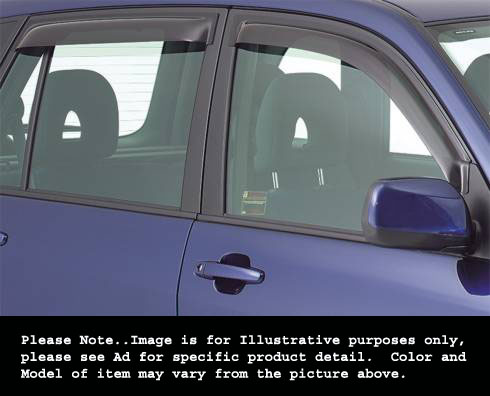 Please Note..Image is for Illustrative purposes only,
please see Ad for specific product detail.  Color and
Model of item may vary from the picture above.